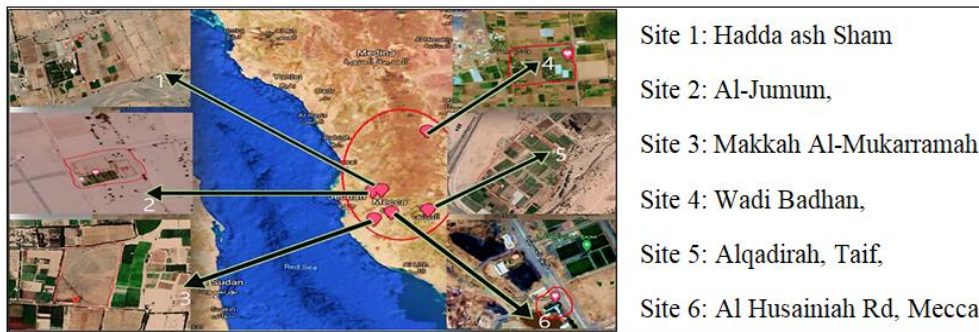 1
2
3
4
5
6
Medina
Mecca
Red Sea
Sudan
Site 1: Hadda ash Sham
Site 2: Al-Jumum,
Site 3: Makkah Al-Mukarramah
Site 4: Wadi Badhan,
Site 5: Alqadirah, Taif,
Site 6: Al Husainiah Rd, Mecca